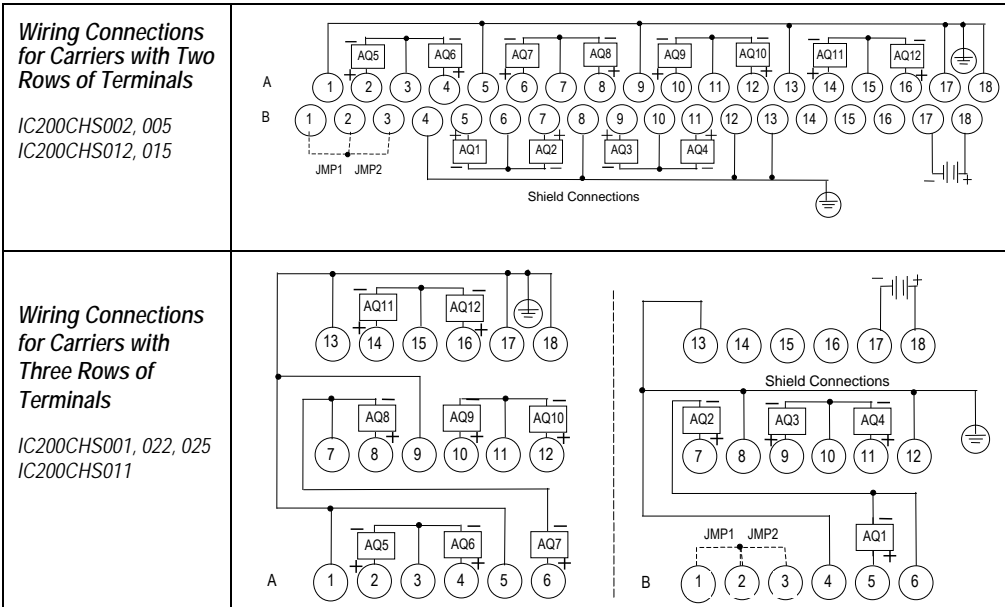 Wiring Connections
for Carriers with Two
Rows of Terminals
IC200CHS002, 005
IC200CHS012, 015
AQ5 AQ6 AQ7 AQ8 AQ9 AQ10 AQ11 AQ12
A 1 2 3 4 5 6 7 8 9 10 11 12 13 14 15 16 17 18
B 1 2 3 4 5 6 7 8 9 10 11 12 13 14 15 16 17 18
AQ1 AQ2 AQ3 AQ4
JMP1 JMP2
Shield Connections
Wiring Connections
for Carriers with
Three Rows of
Terminals
IC200CHS001, 022, 025
IC200CHS011
AQ11 AQ12
13 14 15 16 17 18
AQ8 AQ9 AQ10
7 8 9 10 11 12
AQ5 AQ6 AQ7
A 1 2 3 4 5 6
13 14 15 16 17 18
Shield Connections
AQ2 AQ3 AQ4
7 8 9 10 11 12
JMP1 JMP2 AQ1
B 1 2 3 4 5 6